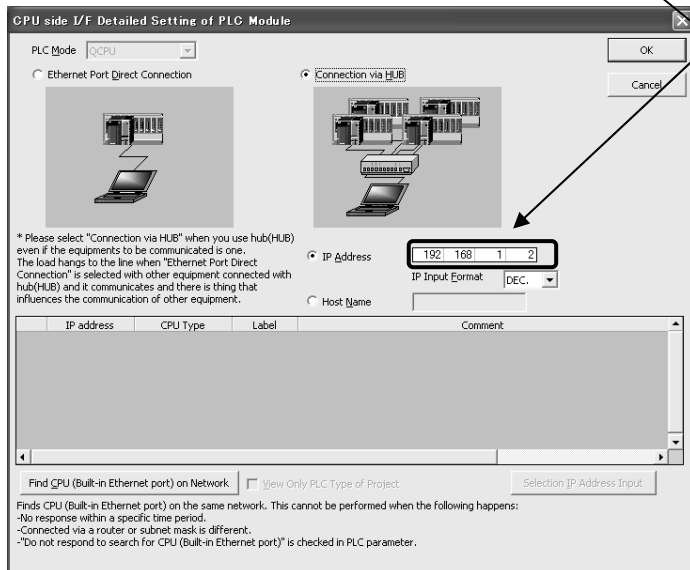 CPU side I/F Detailed Setting of PLC Module
PLC Mode QCPU
OK
Ethernet Port Direct Connection
Connection via HUB
Cancel
* Please select "Connection via HUB" when you use hub(HUB)
even if the equipments to be communicated is one.
The load hangs to the line when "Ethernet Port Direct
Connection" is selected with other equipment connected with
hub(HUB) and it communicates and there is thing that
influences the communication of other equipment.
IP Address 192 168 1 2
IP Input Format DEC.
Host Name
IP address CPU Type Label Comment
Find CPU (Built-in Ethernet port) on Network View Only PLC Type of Project Selection IP Address Input
Finds CPU (Built-in Ethernet port) on the same network. This cannot be performed when the following happens:
-No response within a specific time period.
-Connected via a router or subnet mask is different.
-"Do not respond to search for CPU (Built-in Ethernet port)" is checked in PLC parameter.